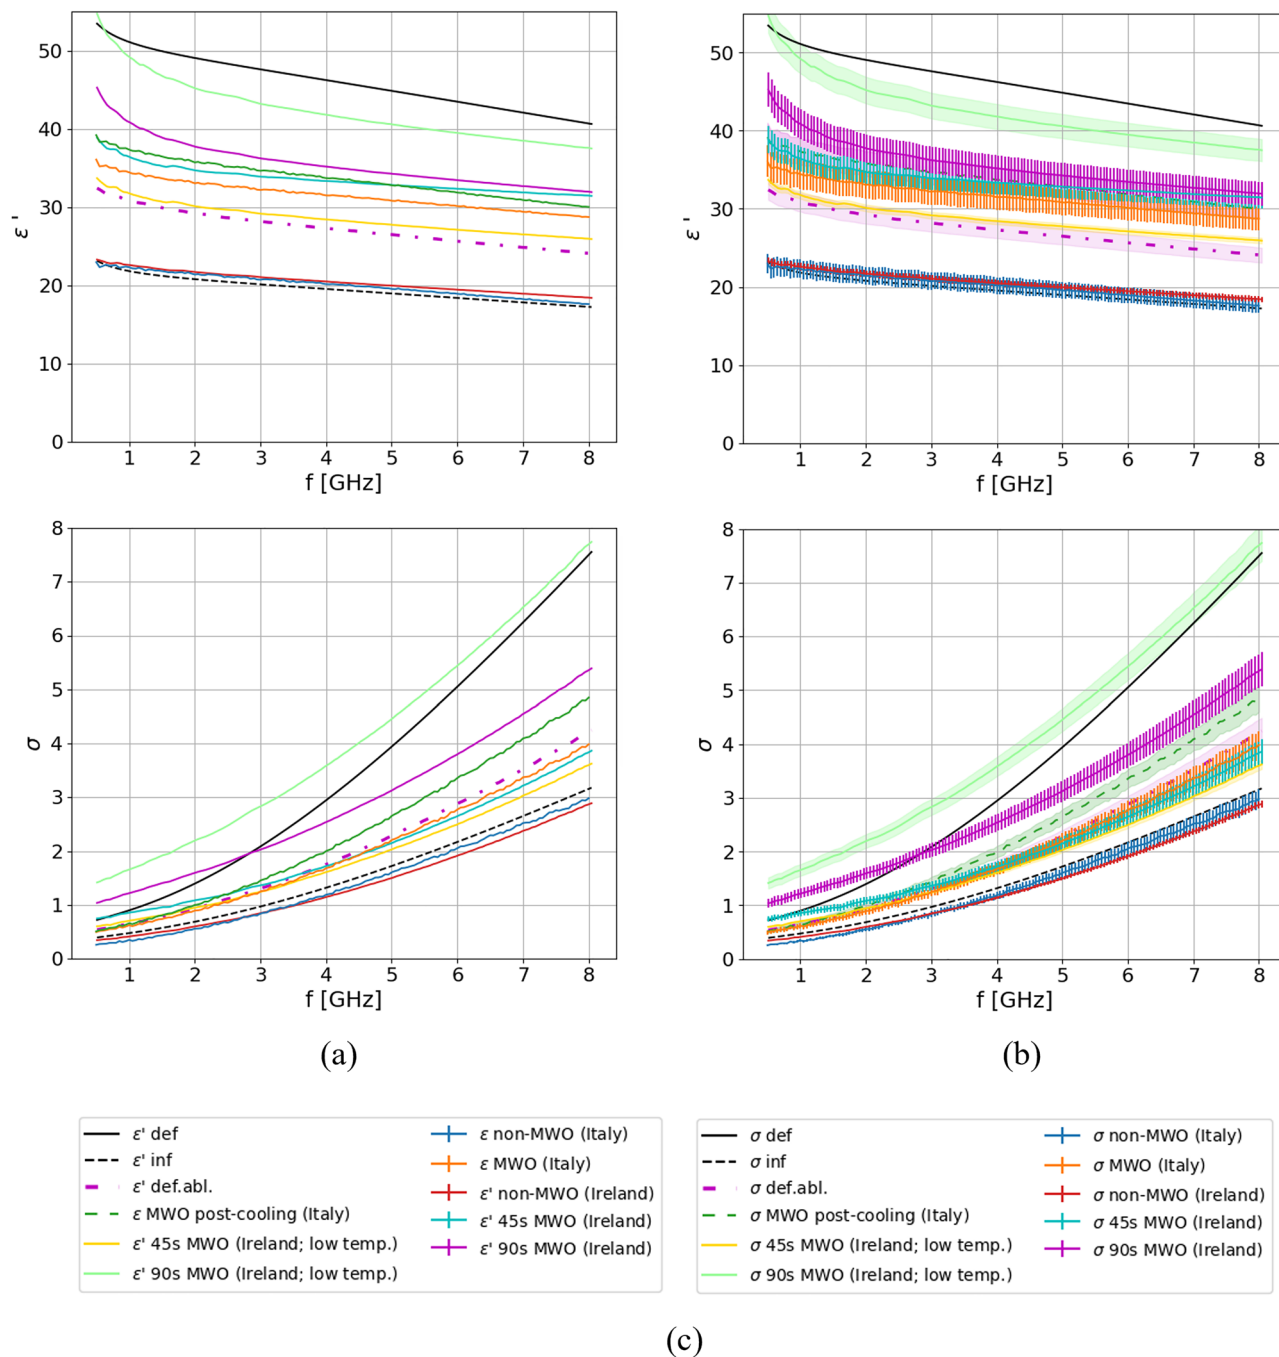 50
40
30
20
10
0
ε'
1 2 3 4 5 6 7 8
f [GHz]
50
40
30
20
10
0
ε'
1 2 3 4 5 6 7 8
f [GHz]
8
7
6
5
4
3
2
1
0
σ
1 2 3 4 5 6 7 8
f [GHz]
8
7
6
5
4
3
2
1
0
σ
1 2 3 4 5 6 7 8
f [GHz]
(a)
(b)
ε' def
ε' inf
ε' def.abl.
ε MWO post-cooling (Italy)
ε' 45s MWO (Ireland; low temp.)
ε' 90s MWO (Ireland; low temp.)
ε non-MWO (Italy)
ε MWO (Italy)
ε' non-MWO (Ireland)
ε' 45s MWO (Ireland)
ε' 90s MWO (Ireland)
σ def
σ inf
σ def.abl.
σ MWO post-cooling (Italy)
σ 45s MWO (Ireland; low temp.)
σ 90s MWO (Ireland; low temp.)
σ non-MWO (Italy)
σ MWO (Italy)
σ non-MWO (Ireland)
σ 45s MWO (Ireland)
σ 90s MWO (Ireland)
(c)